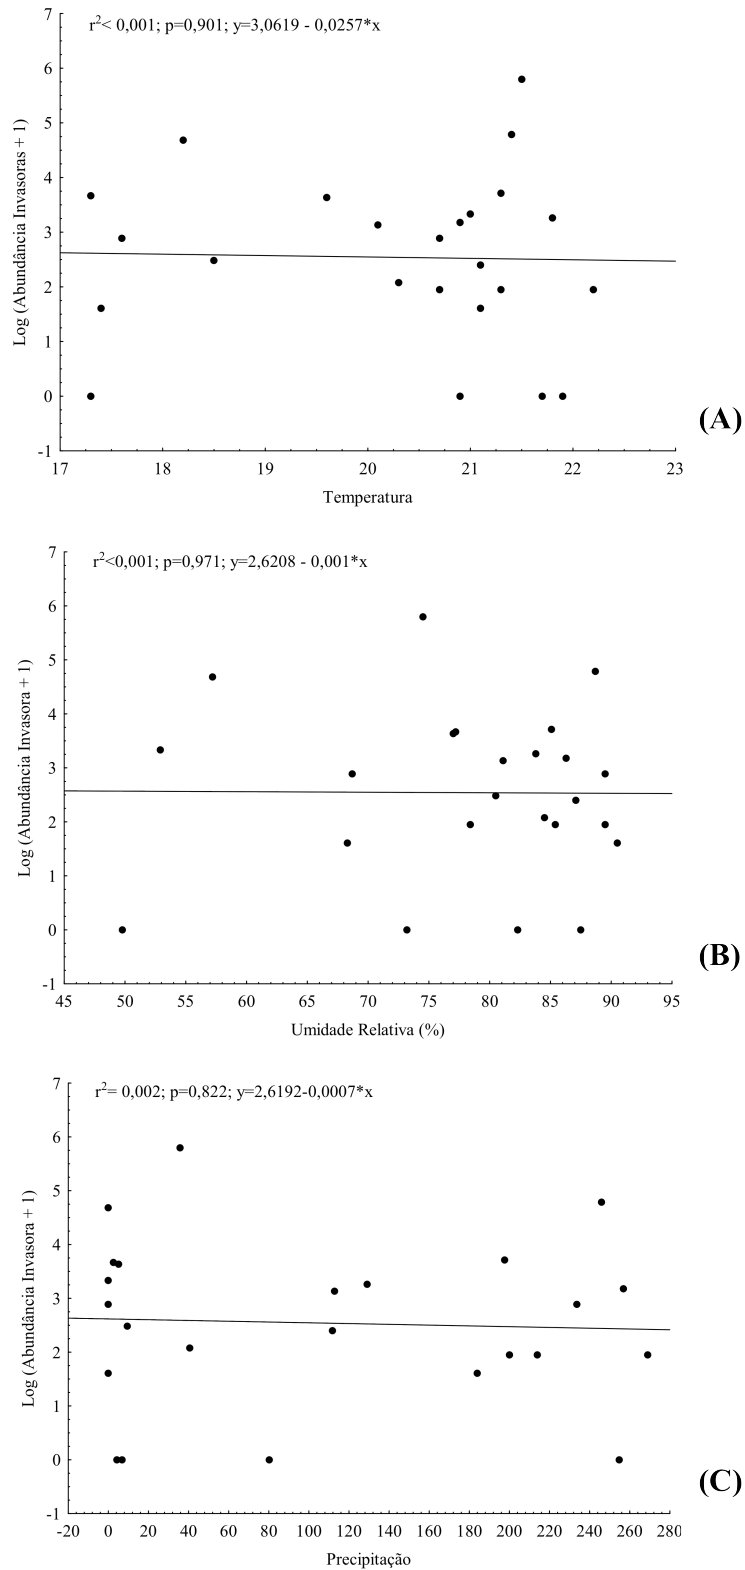 r²< 0,001; p=0,901; y=3,0619 - 0,0257*x
7
6
5
4
3
2
1
0
-1
Log (Abundância Invasoras + 1)
17 18 19 20 21 22 23
Temperatura
(A)
r²<0,001; p=0,971; y=2,6208 - 0,001*x
7
6
5
4
3
2
1
0
-1
Log (Abundância Invasora + 1)
45 50 55 60 65 70 75 80 85 90 95
Umidade Relativa (%)
(B)
r²= 0,002; p=0,822; y=2,6192-0,0007*x
7
6
5
4
3
2
1
0
-1
Log (Abundância Invasora + 1)
-20 0 20 40 60 80 100 120 140 160 180 200 220 240 260 280
Precipitação
(C)